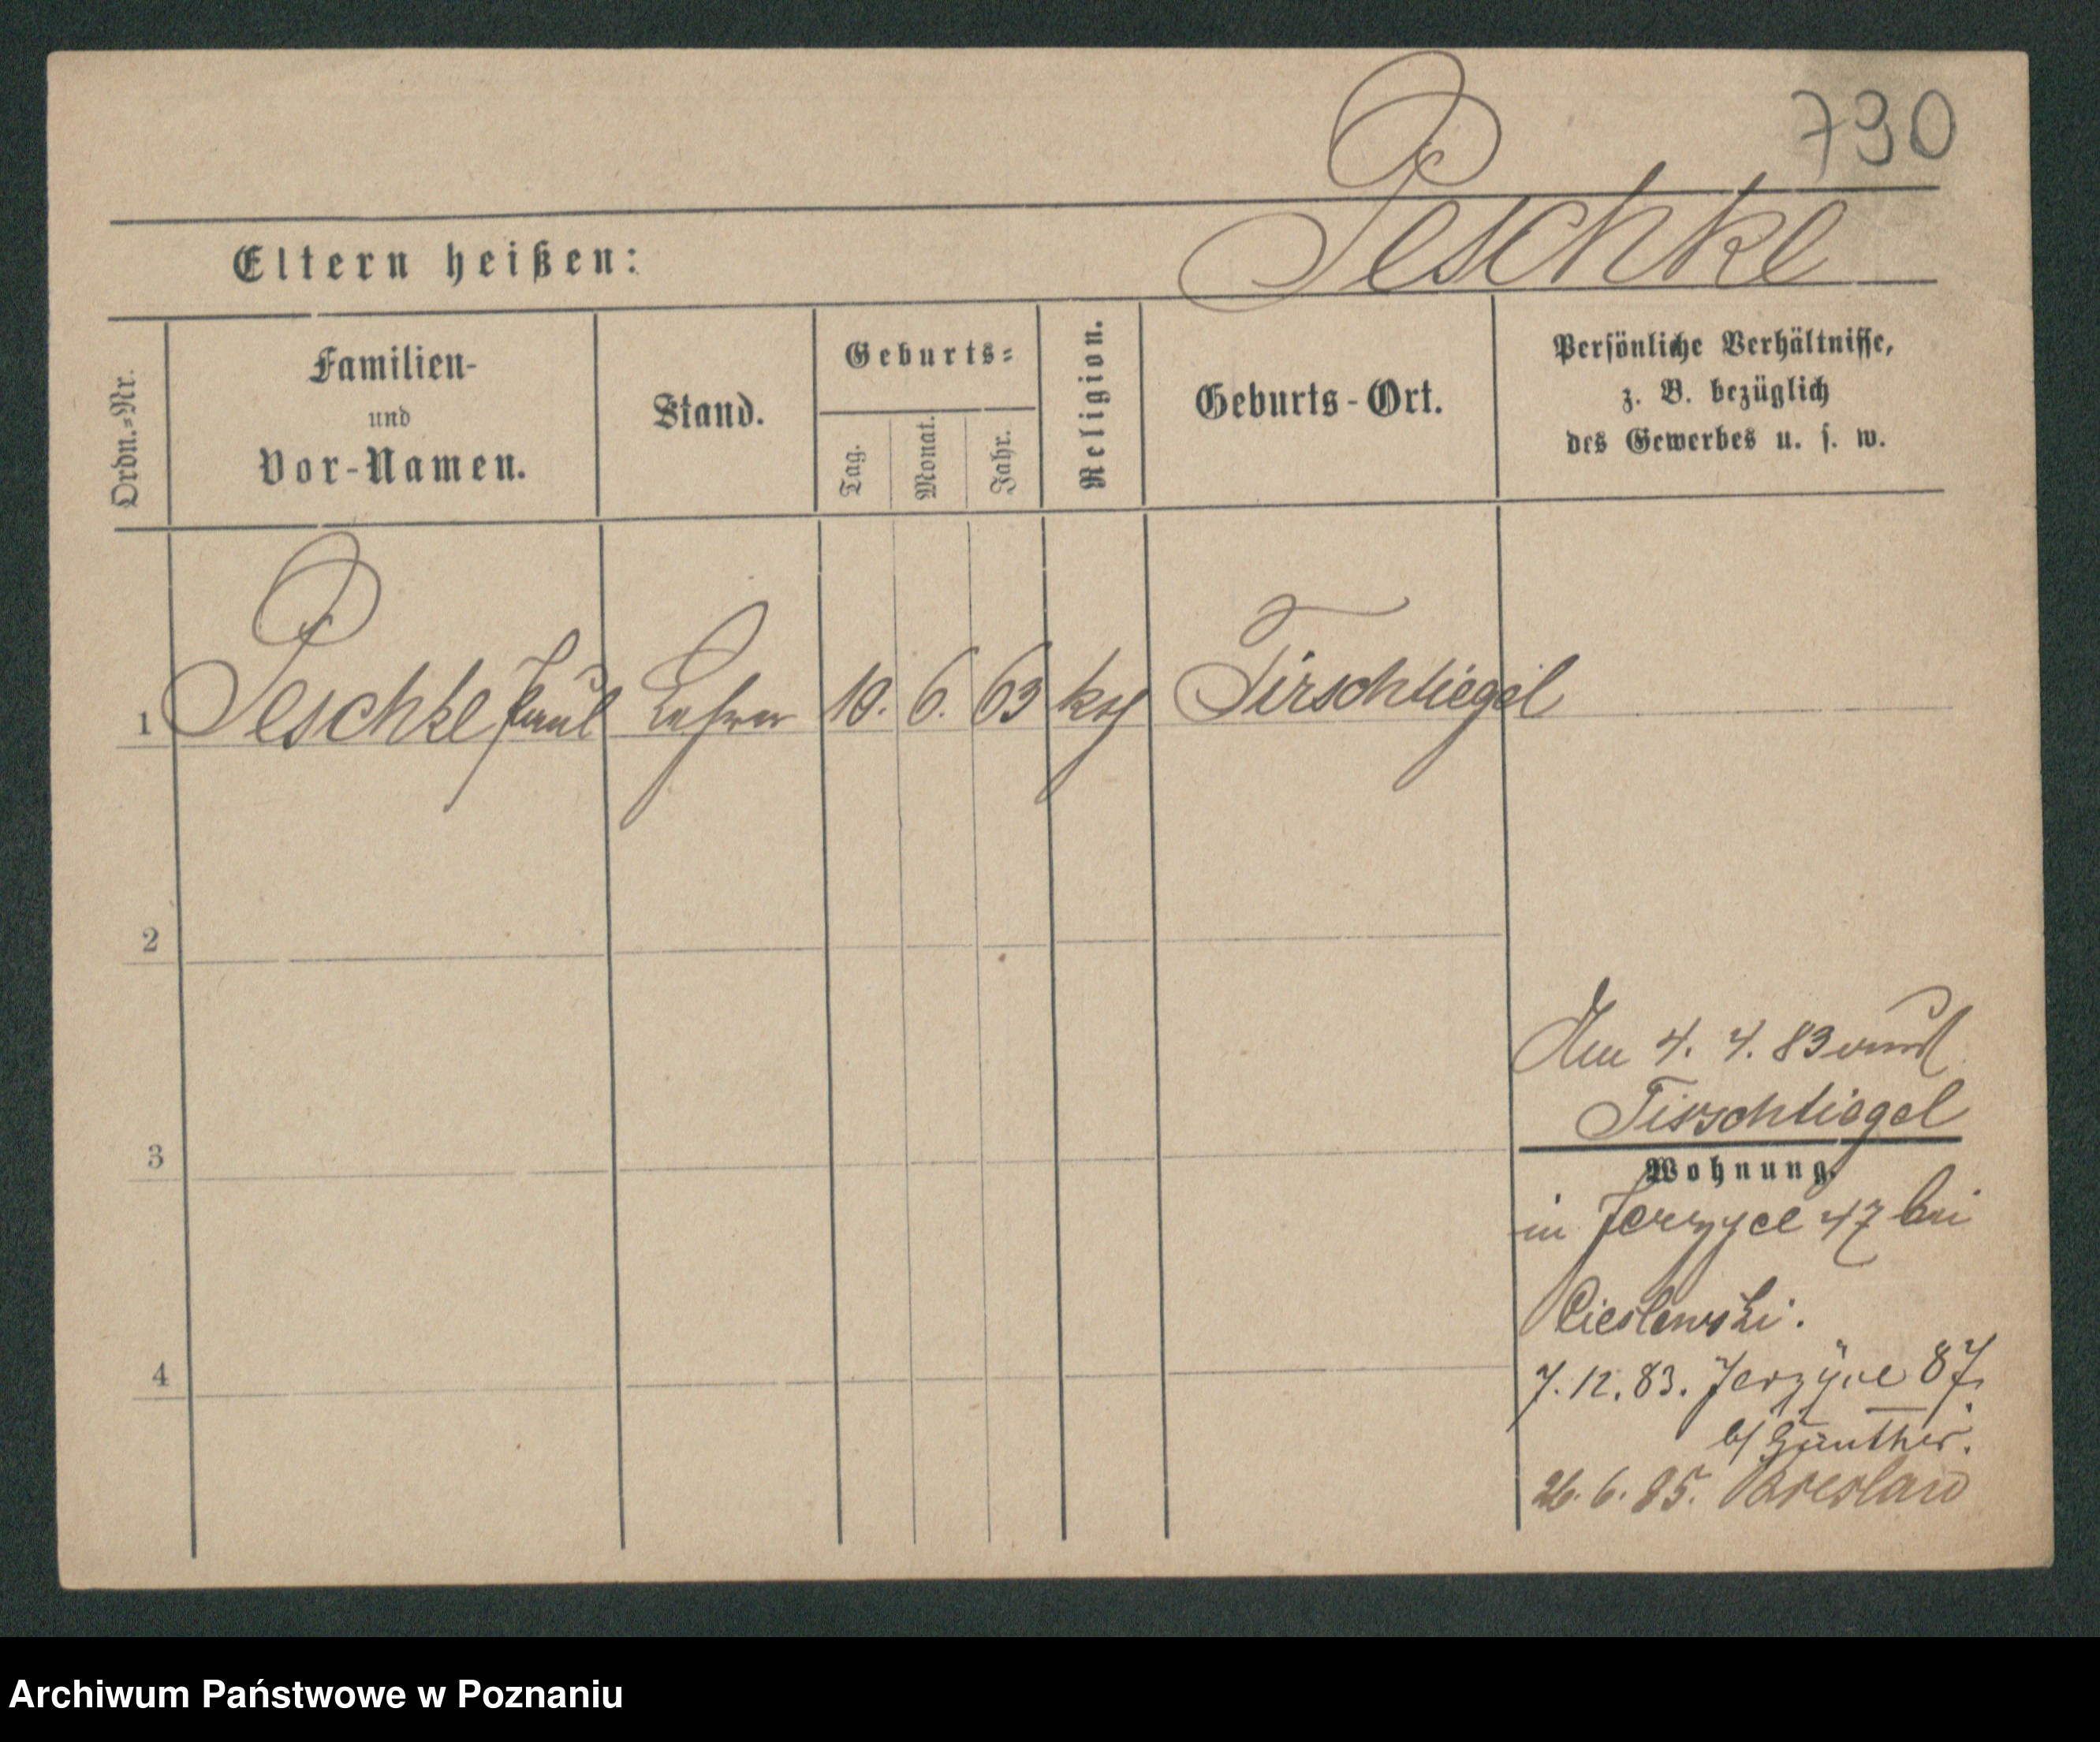 790
Peschke
Eltern heißen:
Ordn.=Nr.
Familien-
und
Vor-Namen.
Stand.
Geburts=
Tag.
Monat.
Jahr.
Religion.
Geburts-Ort.
Persönliche Verhältnisse,
z. B. bezüglich
des Gewerbes u. s. w.
1 Peschke Paul Lehrer 10. 6. 63 kth Tirschtiegel
2
3
4
Am 4. 4. 83 aus
Tirschtiegel
Wohnung.
in Jerzyce 47 bei
Cieslewski.
7.12.83. Jerzyce 87.
b/ Günther.
26.6.85. Breslau
Archiwum Państwowe w Poznaniu